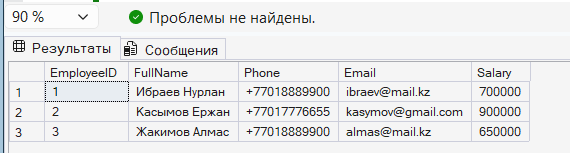 90 %
Проблемы не найдены.
Результаты Сообщения
EmployeeID FullName Phone Email Salary
1 1 Ибраев Нурлан +77018889900 ibraev@mail.kz 700000
2 2 Касымов Ержан +77017776655 kasymov@gmail.com 900000
3 3 Жакимов Алмас +77018889900 almas@mail.kz 650000